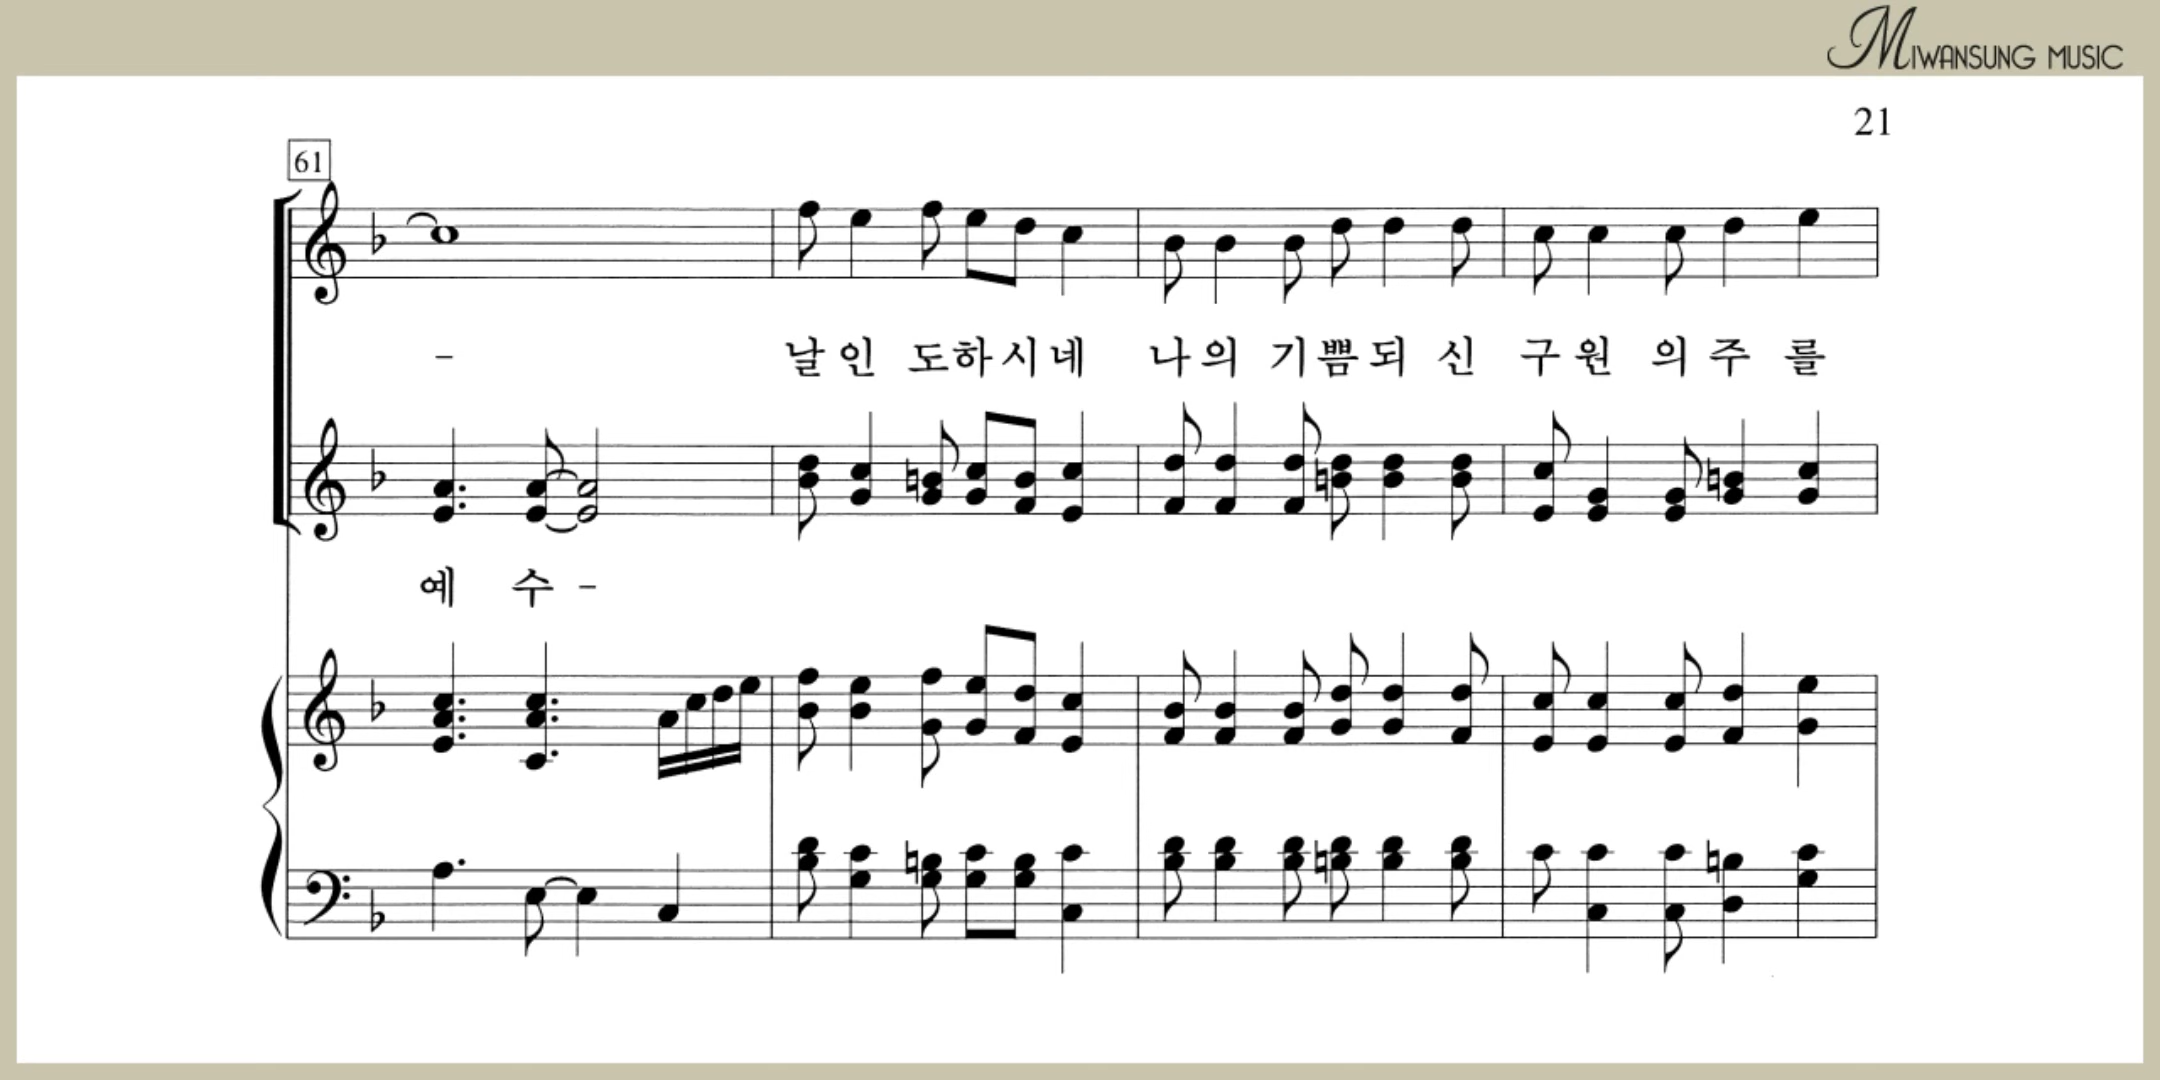 MIWANSUNG MUSIC
21
61
- 날인 도하시네 나의 기쁨되 신 구원 의주 를
예 수 -